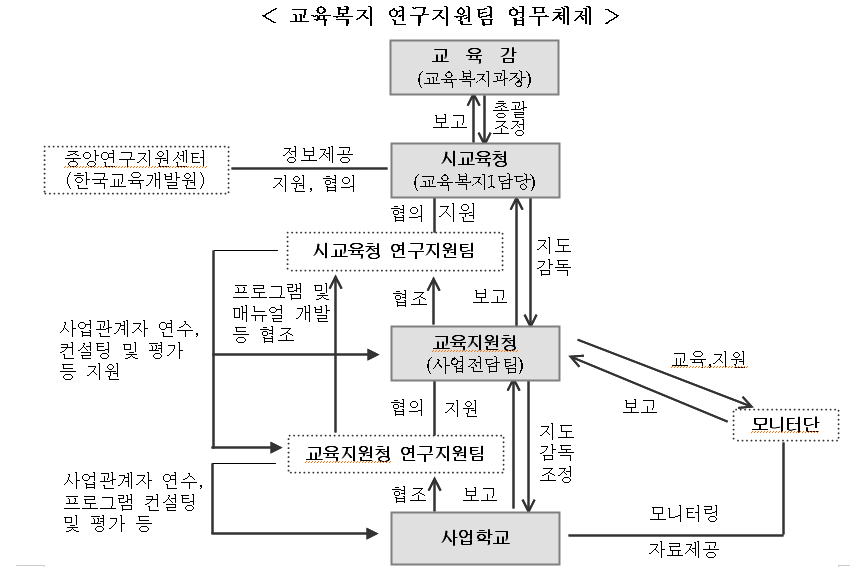 < 교육복지 연구지원팀 업무체제 >
교 육 감
(교육복지과장)
보고
총괄
조정
중앙연구지원센터
(한국교육개발원)
정보제공
지원, 협의
시교육청
(교육복지1담당)
협의
지원
시교육청 연구지원팀
지도
감독
프로그램 및
매뉴얼 개발
등 협조
협조
보고
사업관계자 연수,
컨설팅 및 평가
등 지원
교육지원청
(사업전담팀)
교육,지원
보고
모니터단
협의
지원
교육지원청 연구지원팀
지도
감독
조정
사업관계자 연수,
프로그램 컨설팅
및 평가 등
협조
보고
사업학교
모니터링
자료제공